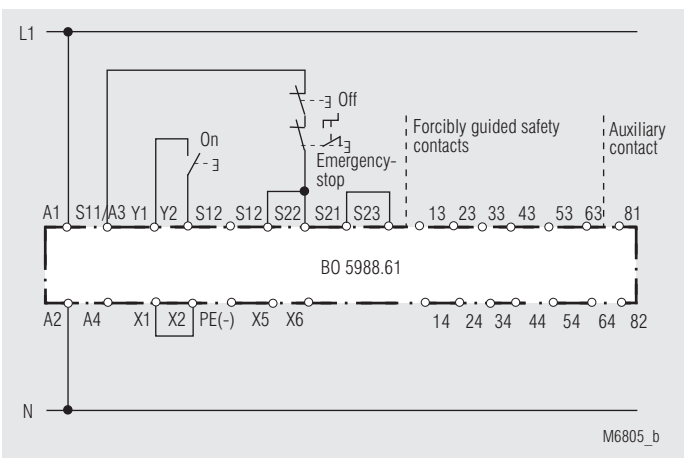 L1
Off
On
Emergency-
stop
Forcibly guided safety
contacts
Auxiliary
contact
A1 S11/A3 Y1 Y2 S12 S12 S22 S21 S23 13 23 33 43 53 63 81
BO 5988.61
A2 A4 X1 X2 PE(-) X5 X6 14 24 34 44 54 64 82
N
M6805_b